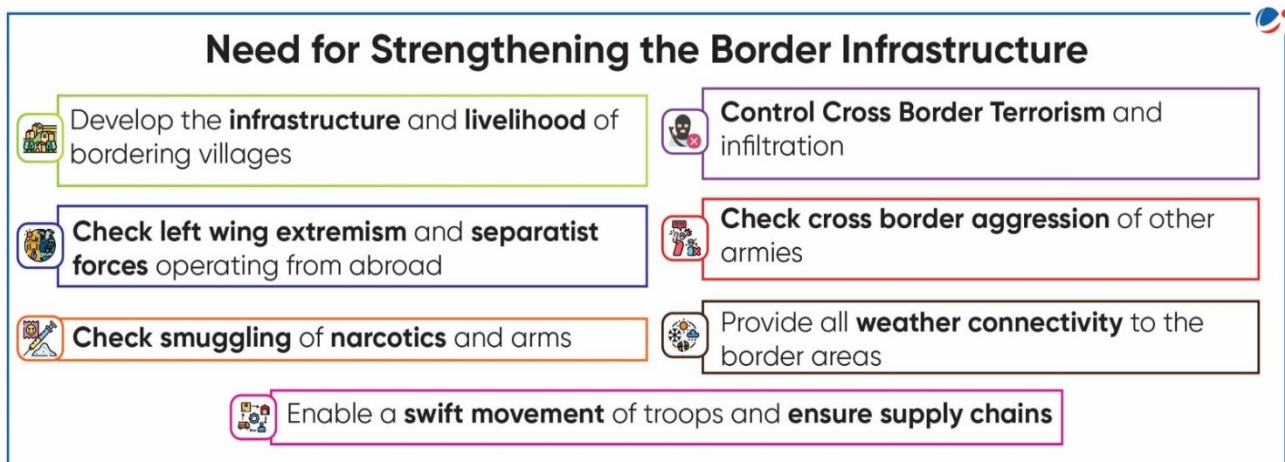 Need for Strengthening the Border Infrastructure
Develop the infrastructure and livelihood of
bordering villages
Control Cross Border Terrorism and
infiltration
Check left wing extremism and separatist
forces operating from abroad
Check cross border aggression of other
armies
Check smuggling of narcotics and arms
Provide all weather connectivity to the
border areas
Enable a swift movement of troops and ensure supply chains